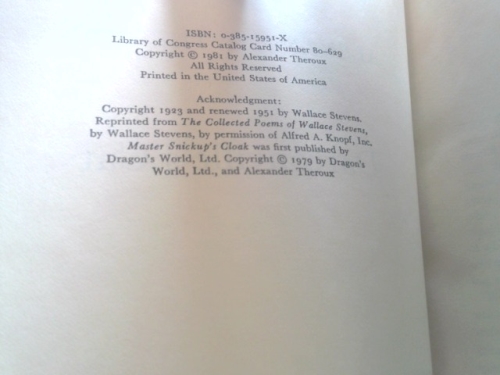 ISBN: 0-385-15951-X
Library of Congress Catalog Card Number 80-629
Copyright © 1981 by Alexander Theroux
All Rights Reserved
Printed in the United States of America
Acknowledgment:
Copyright 1923 and renewed 1951 by Wallace Stevens.
Reprinted from The Collected Poems of Wallace Stevens,
by Wallace Stevens, by permission of Alfred A. Knopf, Inc.
Master Snickup's Cloak was first published by
Dragon's World, Ltd. Copyright © 1979 by Dragon's
World, Ltd., and Alexander Theroux